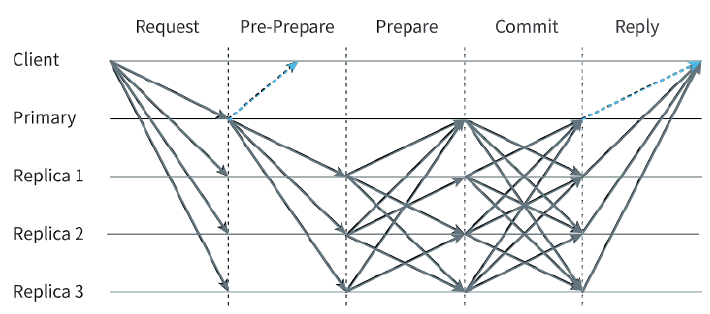 Request Pre-Prepare Prepare Commit Reply
Client
Primary
Replica 1
Replica 2
Replica 3